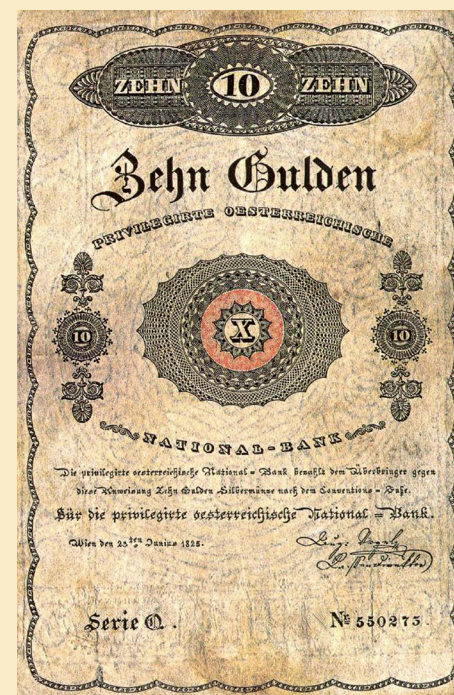 ZEHN 10 ZEHN
Zehn Gulden
PRIVILEGIRTE OESTERREICHISCHE
10 X 10
NATIONAL-BANK
Die privilegirte oesterreichische National = Bank bezahlt dem Überbringer gegen
diese Anweisung Zehn Gulden Silbermünze nach dem Conventions = Fuße.
Für die privilegirte oesterreichische National = Bank.
Wien den 23ten Junius 1825.
Serie Q. Nr. 550273.